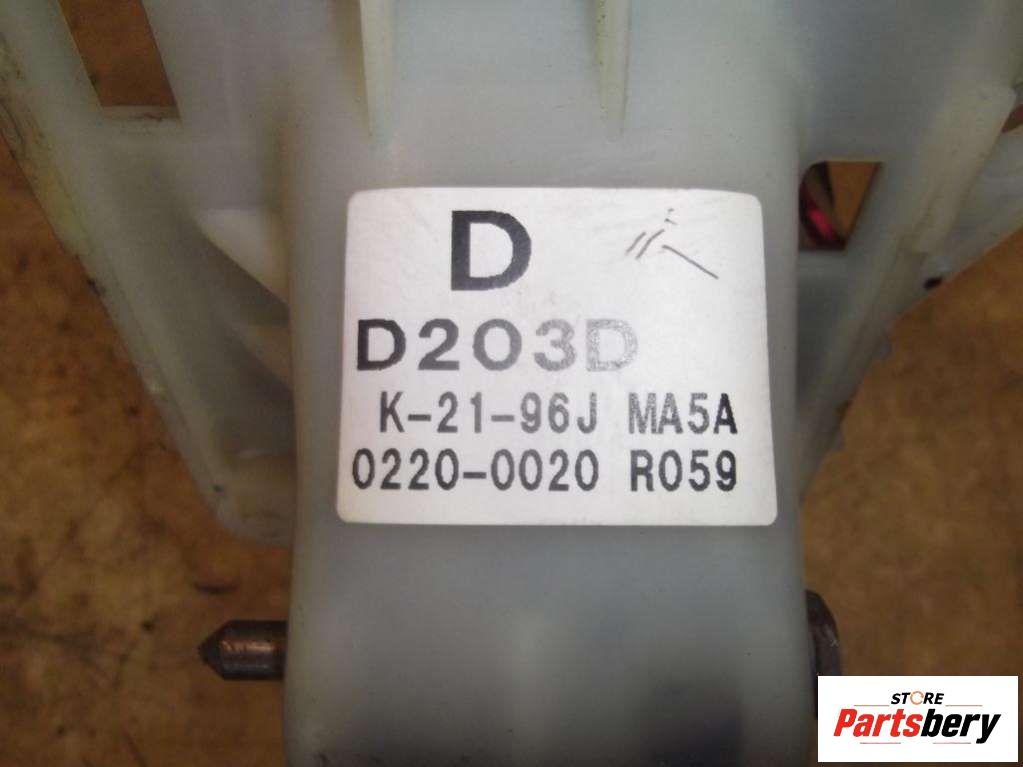 D
D203D
K-21-96J MA5A
0220-0020 R059
STORE
Partsbery